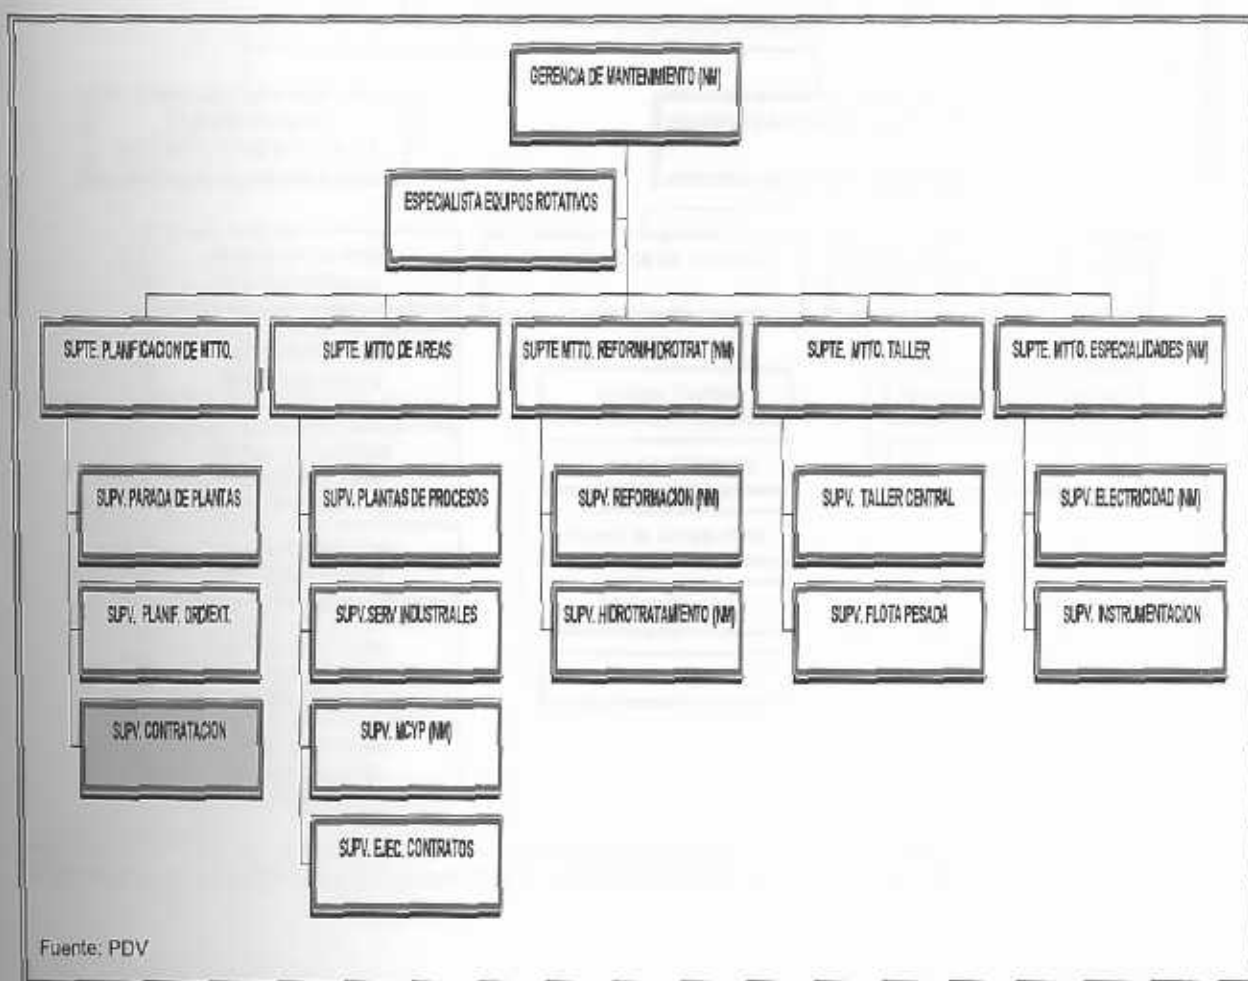 GERENCIA DE MANTENIMIENTO (NM)
ESPECIALISTA EQUIPOS ROTATIVOS
SUPTE. PLANIFICACION DE MTTO.
SUPTE. MTTO DE AREAS
SUPTE MTTO. REFORM/HIDROTRAT (NM)
SUPTE. MTTO. TALLER
SUPTE. MTTO. ESPECIALIDADES (NM)
SUPV. PARADA DE PLANTAS
SUPV. PLANTAS DE PROCESOS
SUPV. REFORMACION (NM)
SUPV. TALLER CENTRAL
SUPV. ELECTRICIDAD (NM)
SUPV. PLANIF. ORD/EXT.
SUPV.SERV INDUSTRIALES
SUPV. HIDROTRATAMIENTO (NM)
SUPV. FLOTA PESADA
SUPV. INSTRUMENTACION
SUPV. CONTRATACION
SUPV. MCYP (NM)
SUPV. EJEC. CONTRATOS
Fuente: PDV